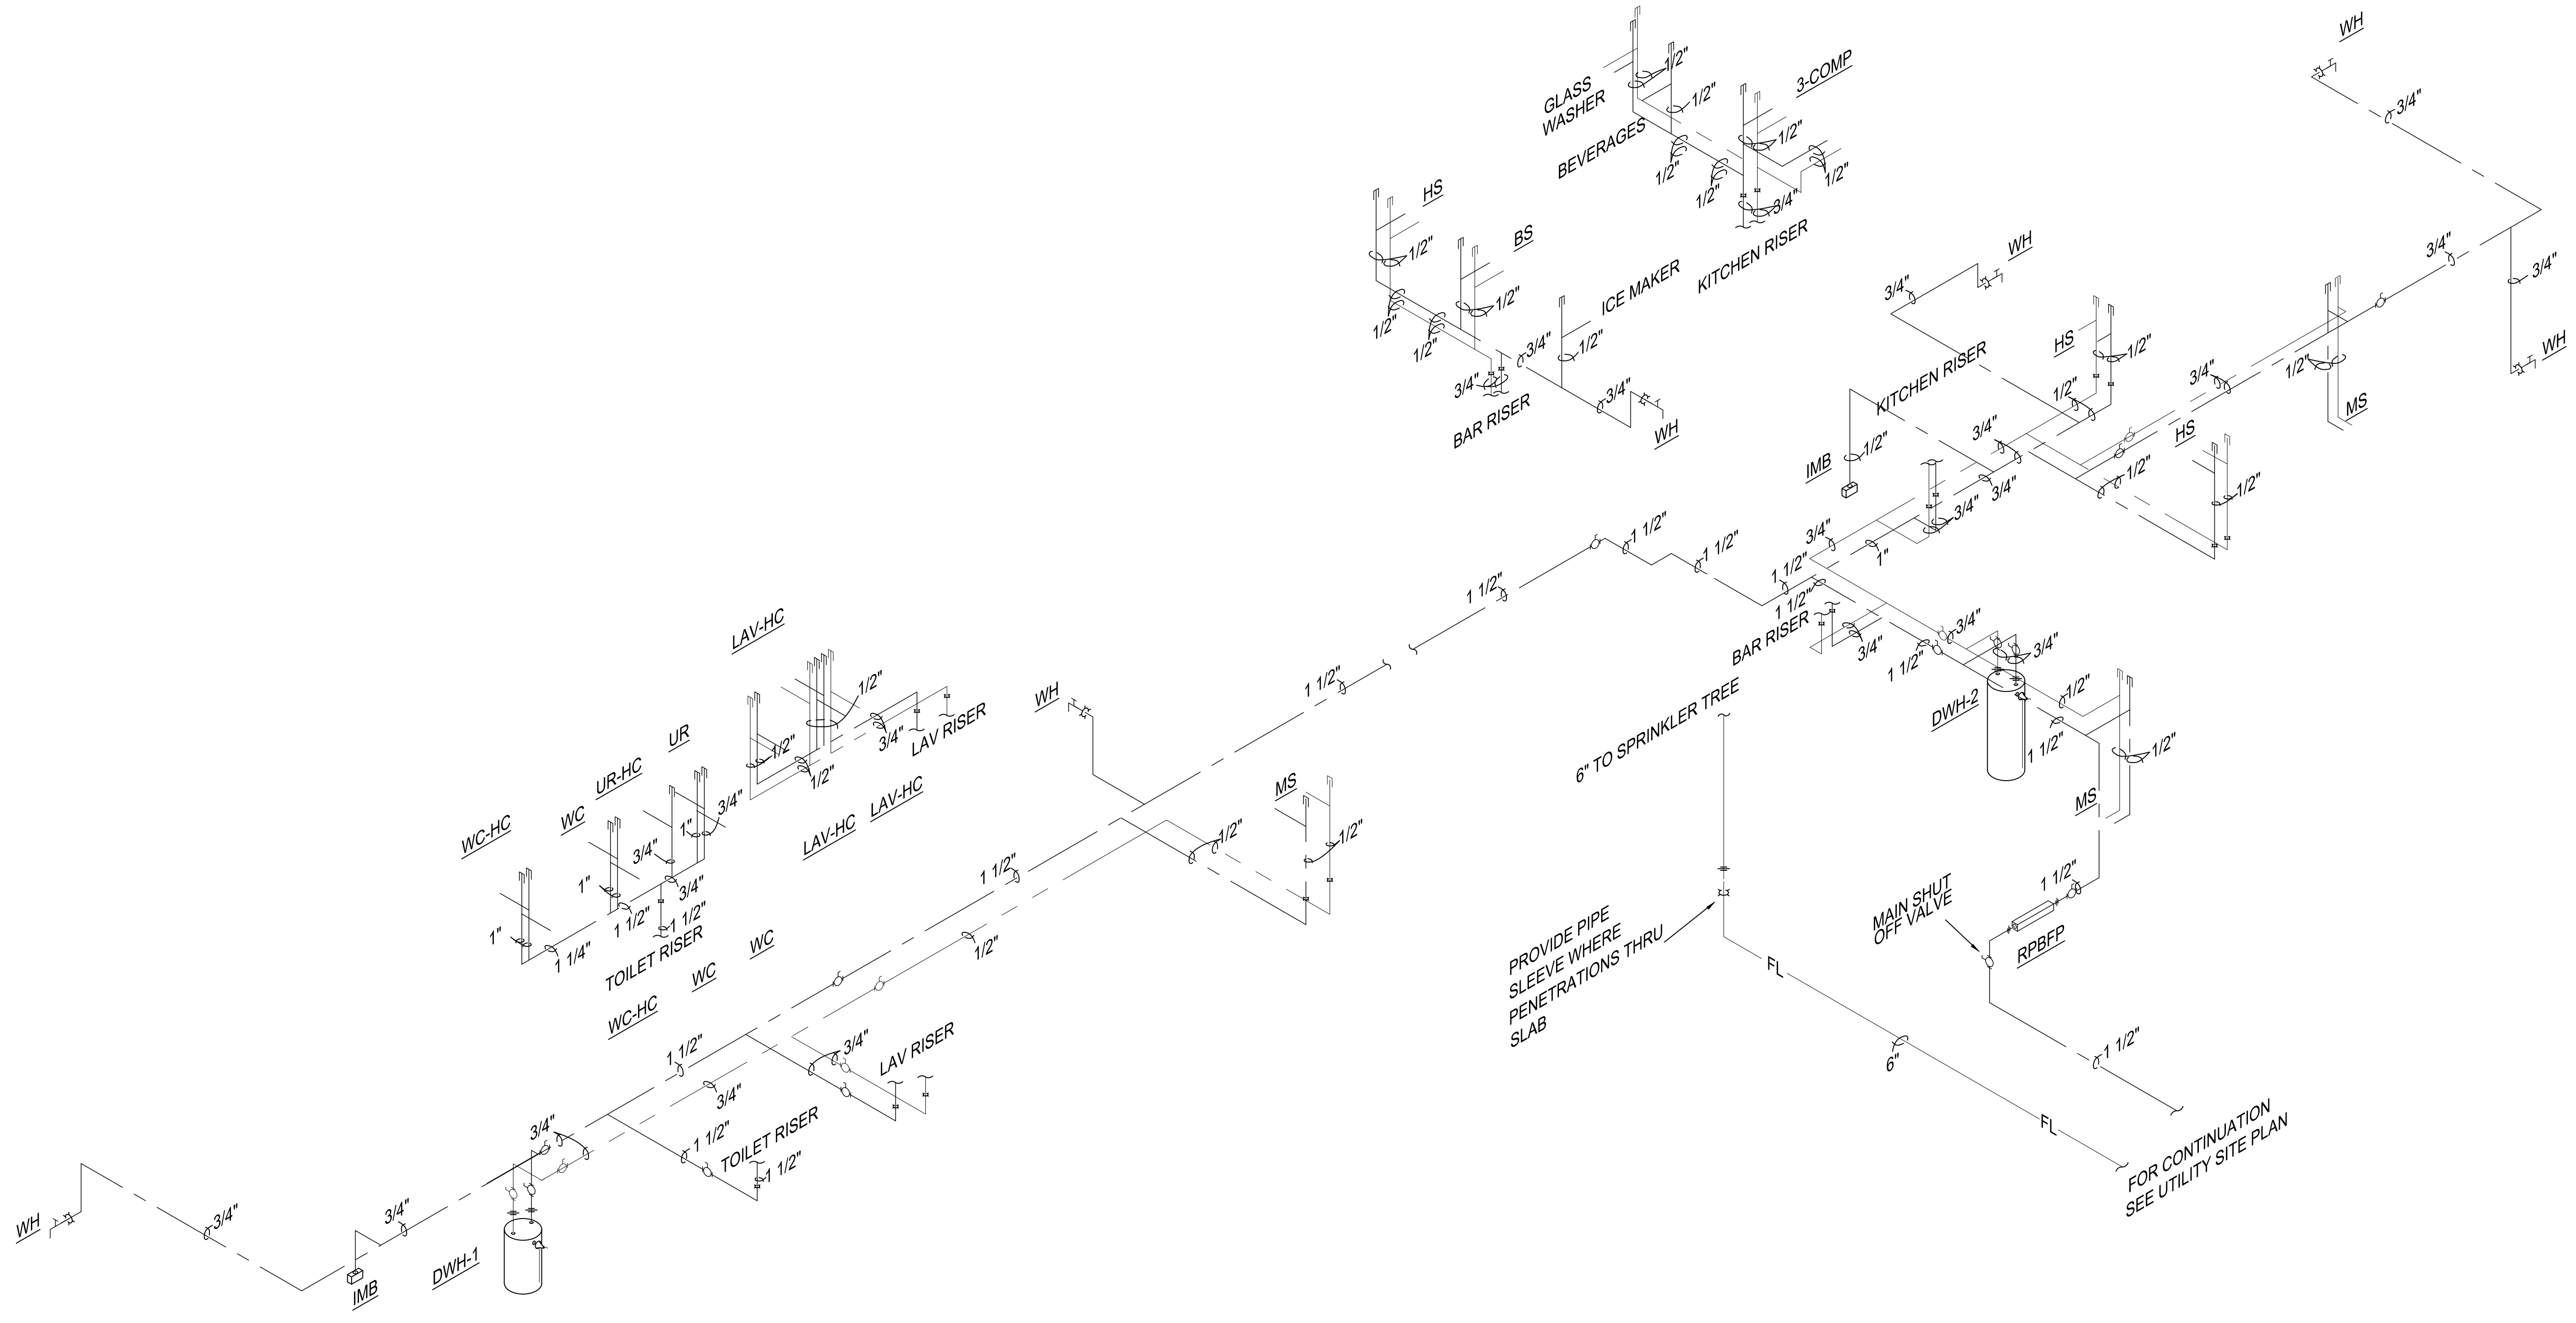 WH
3/4"
3/4"
3/4"
WH
1/2"
1/2"
3-COMP
GLASS
WASHER
BEVERAGES
1/2"
1/2"
1/2"
1/2"
3/4"
KITCHEN RISER
HS
1/2"
BS
1/2"
1/2"
1/2"
ICE MAKER
3/4"
1/2"
3/4"
3/4"
BAR RISER
WH
WH
3/4"
KITCHEN RISER
HS
1/2"
1/2"
3/4"
1/2"
MS
HS
1/2"
1/2"
IMB
1/2"
3/4"
3/4"
3/4"
3/4"
1"
1 1/2"
1 1/2"
1 1/2"
1 1/2"
1 1/2"
BAR RISER
3/4"
1 1/2"
3/4"
3/4"
DWH-2
1/2"
1 1/2"
1/2"
MS
6" TO SPRINKLER TREE
1 1/2"
WH
MS
1/2"
1/2"
1 1/2"
1/2"
LAV-HC
1/2"
3/4"
LAV RISER
UR
1/2"
1/2"
UR-HC
3/4"
1"
3/4"
3/4"
LAV-HC
LAV-HC
WC
WC-HC
1"
1"
1 1/2"
1 1/2"
1 1/4"
TOILET RISER
WC
WC
WC-HC
1 1/2"
3/4"
3/4"
LAV RISER
3/4"
1 1/2"
TOILET RISER
1 1/2"
WH
3/4"
3/4"
IMB
DWH-1
PROVIDE PIPE
SLEEVE WHERE
PENETRATIONS THRU
SLAB
FL
6"
FL
MAIN SHUT
OFF VALVE
1 1/2"
RPBFP
1 1/2"
FOR CONTINUATION
SEE UTILITY SITE PLAN